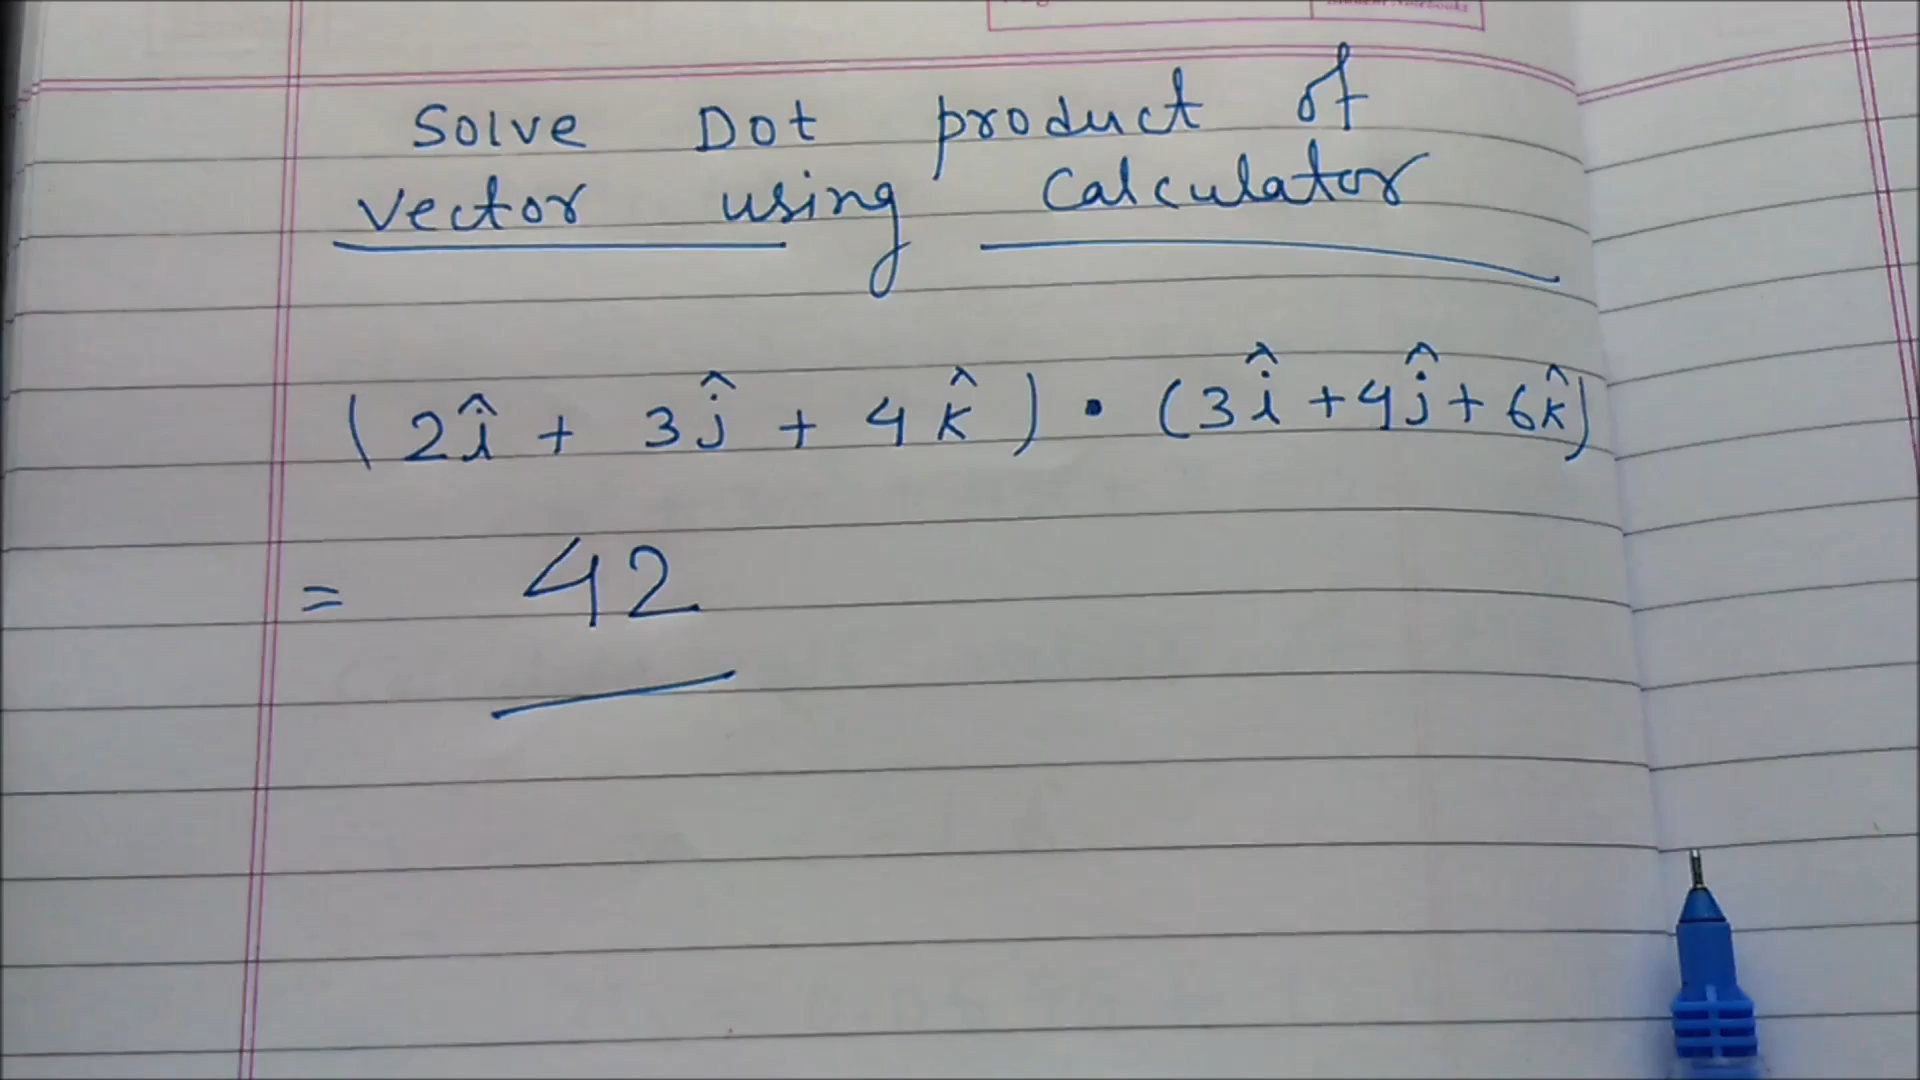 Solve Dot product of
vector using Calculator
(2î + 3ĵ + 4k̂) • (3î + 4ĵ + 6k̂)
= 42